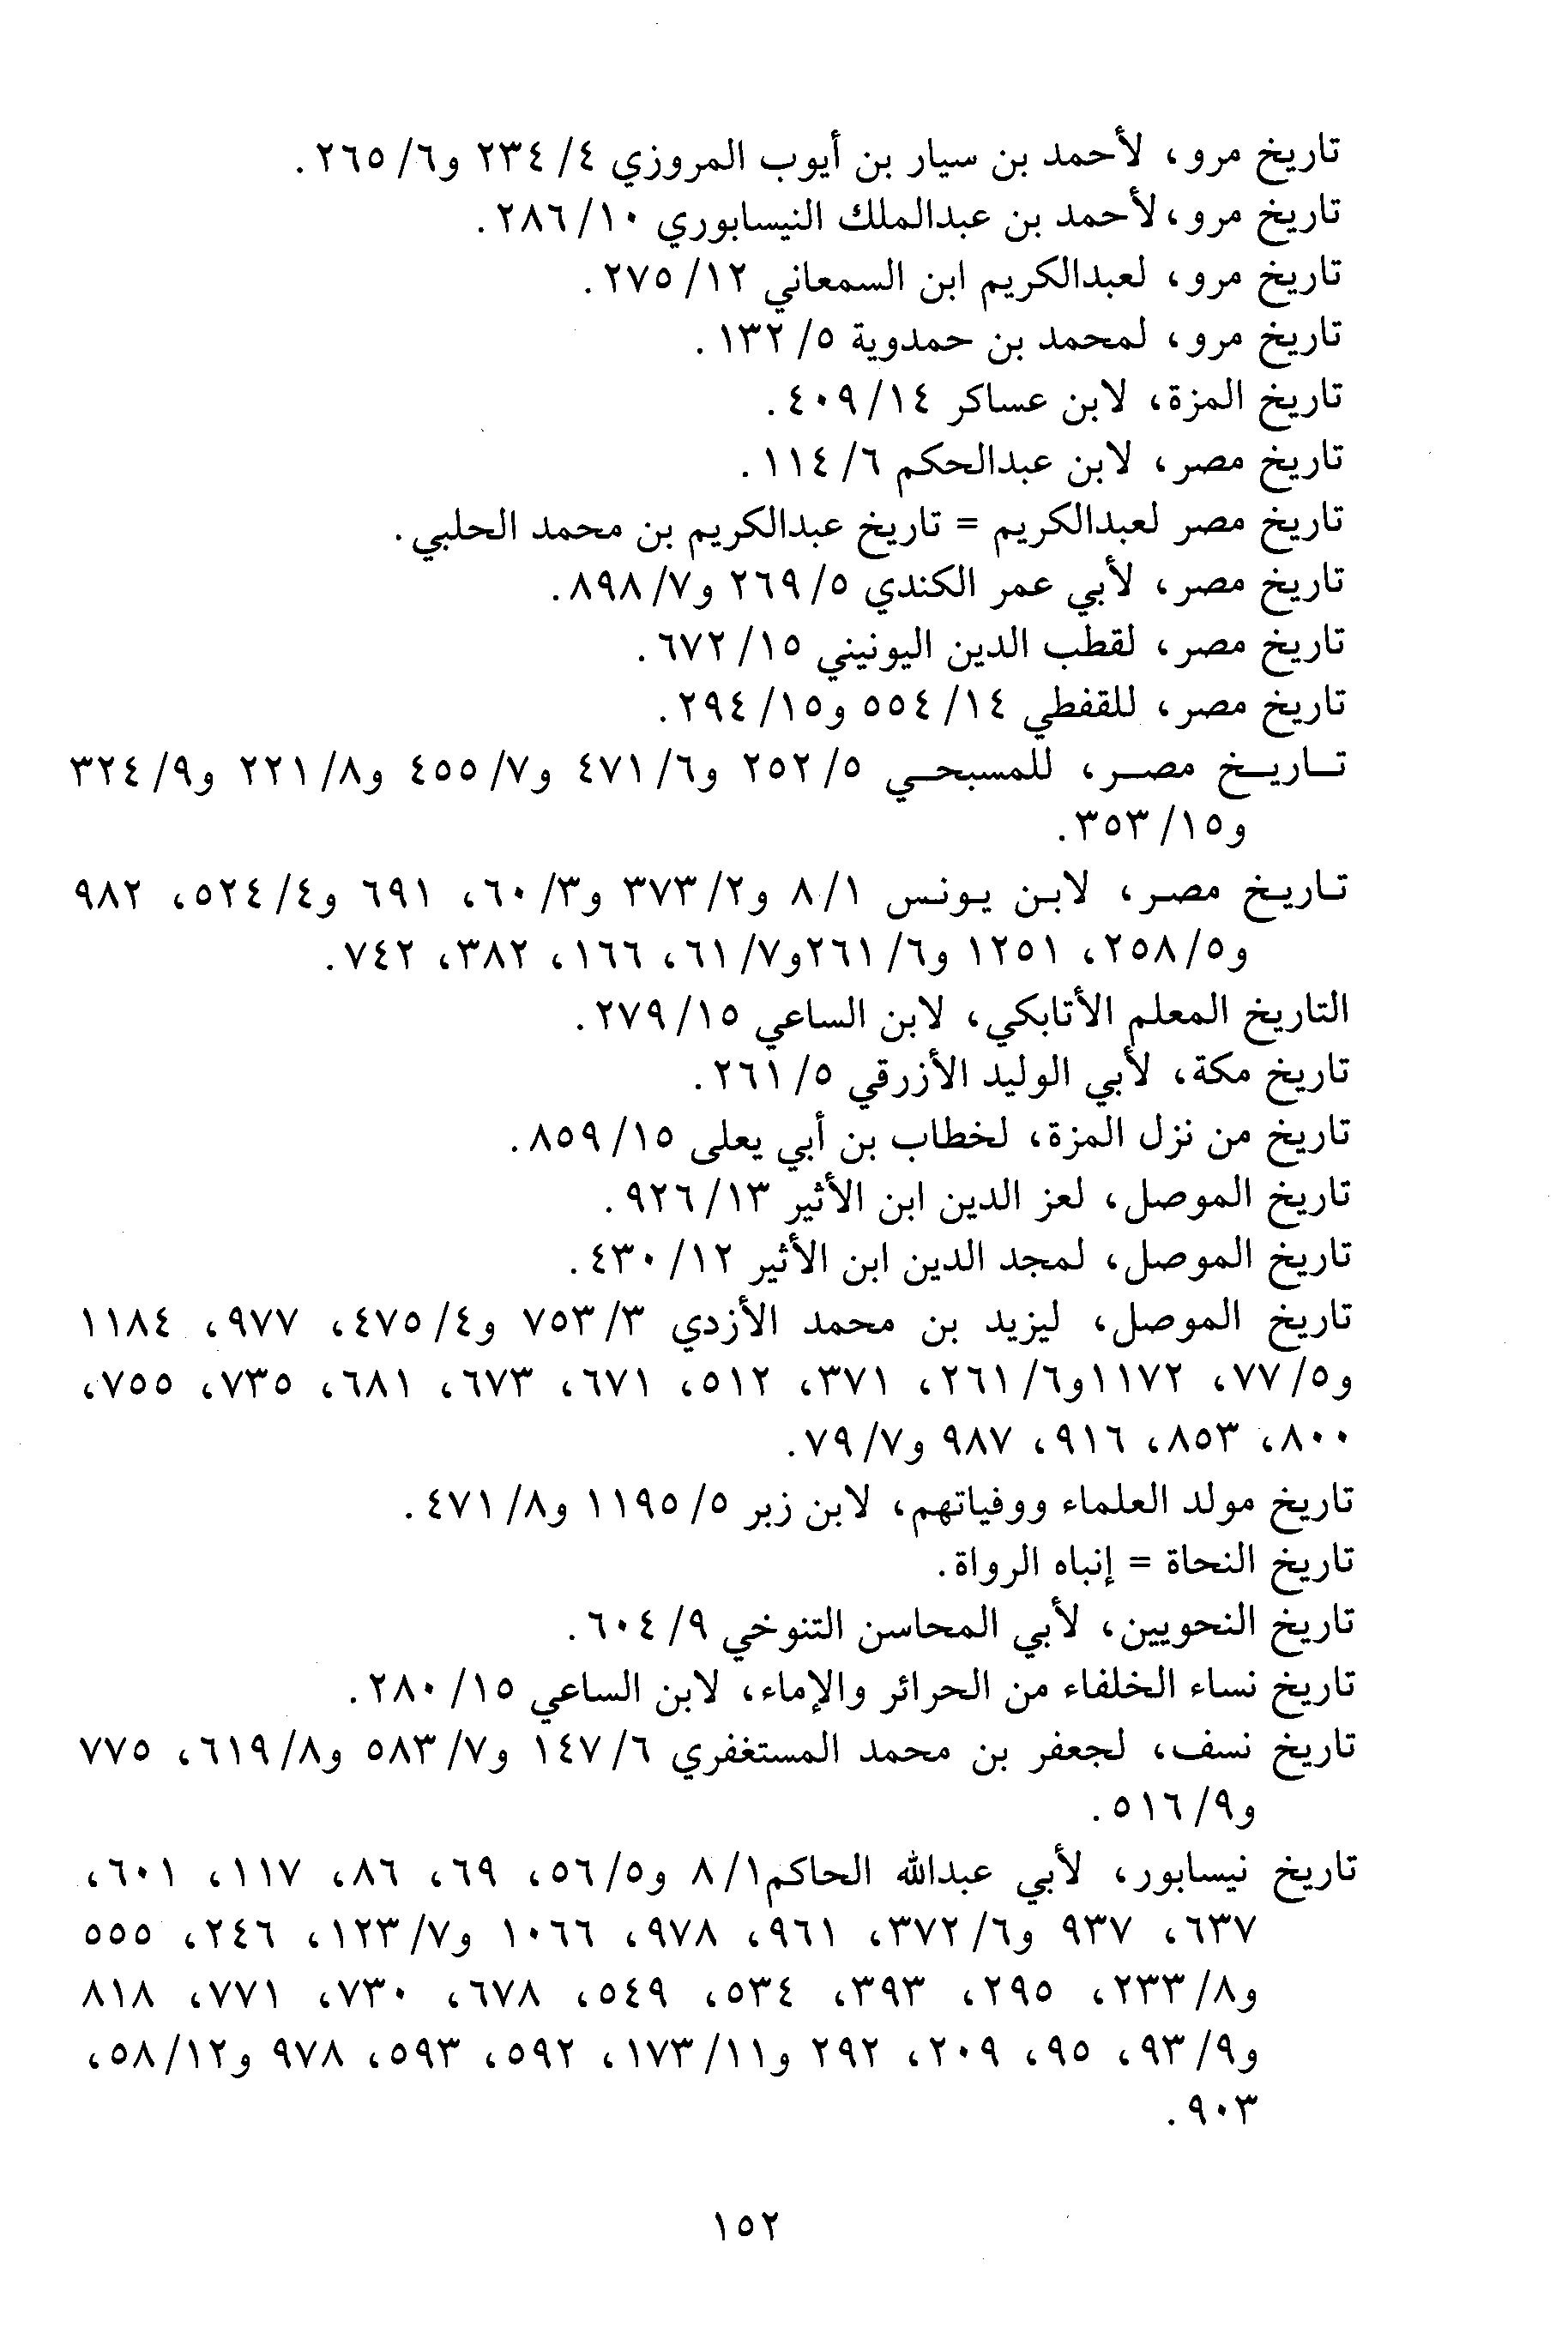 تاريخ مرو، لأحمد بن سيار بن أيوب المروزي ٤/ ٢٣٤ و٦/ ٢٦٥.
تاريخ مرو، لأحمد بن عبدالملك النيسابوري ١٠/ ٢٨٦.
تاريخ مرو، لعبدالكريم ابن السمعاني ١٢/ ٢٧٥.
تاريخ مرو، لمحمد بن حمدوية ٥/ ١٣٢.
تاريخ المزة، لابن عساكر ١٤/ ٤٠٩.
تاريخ مصر، لابن عبدالحكم ٦/ ١١٤.
تاريخ مصر لعبدالكريم = تاريخ عبدالكريم بن محمد الحلبي.
تاريخ مصر، لأبي عمر الكندي ٥/ ٢٦٩ و٧/ ٨٩٨.
تاريخ مصر، لقطب الدين اليونيني ١٥/ ٦٧٢.
تاريخ مصر، للقفطي ١٤/ ٥٥٤ و١٥/ ٢٩٤.
تاريخ مصر، للمسبحي ٥/ ٢٥٢ و٦/ ٤٧١ و٧/ ٤٥٥ و٨/ ٢٢١ و٩/ ٣٢٤
و١٥/ ٣٥٣.
تاريخ مصر، لابن يونس ١/ ٨ و٢/ ٣٧٣ و٣/ ٦٠، ٦٩١ و٤/ ٥٢٤، ٩٨٢
و٥/ ٢٥٨، ١٢٥١ و٦/ ٢٦١و٧/ ٦١، ١٦٦، ٣٨٢، ٧٤٢.
التاريخ المعلم الأتابكي، لابن الساعي ١٥/ ٢٧٩.
تاريخ مكة، لأبي الوليد الأزرقي ٥/ ٢٦١.
تاريخ من نزل المزة، لخطاب بن أبي يعلى ١٥/ ٨٥٩.
تاريخ الموصل، لعز الدين ابن الأثير ١٣/ ٩٢٦.
تاريخ الموصل، لمجد الدين ابن الأثير ١٢/ ٤٣٠.
تاريخ الموصل، ليزيد بن محمد الأزدي ٣/ ٧٥٣ و٤/ ٤٧٥، ٩٧٧، ١١٨٤
و٥/ ٧٧، ١١٧٢و٦/ ٢٦١، ٣٧١، ٥١٢، ٦٧١، ٦٧٣، ٦٨١، ٧٣٥، ٧٥٥،
٨٠٠، ٨٥٣، ٩١٦، ٩٨٧ و٧/ ٧٩.
تاريخ مولد العلماء ووفياتهم، لابن زبر ٥/ ١١٩٥ و٨/ ٤٧١.
تاريخ النحاة = إنباه الرواة.
تاريخ النحويين، لأبي المحاسن التنوخي ٩/ ٦٠٤.
تاريخ نساء الخلفاء من الحرائر والإماء، لابن الساعي ١٥/ ٢٨٠.
تاريخ نسف، لجعفر بن محمد المستغفري ٦/ ١٤٧ و٧/ ٥٨٣ و٨/ ٦١٩، ٧٧٥
و٩/ ٥١٦.
تاريخ نيسابور، لأبي عبدالله الحاكم١/ ٨ و٥/ ٥٦، ٦٩، ٨٦، ١١٧، ٦٠١،
٦٣٧، ٩٣٧ و٦/ ٣٧٢، ٩٦١، ٩٧٨، ١٠٦٦ و٧/ ١٢٣، ٢٤٦، ٥٥٥
و٨/ ٢٣٣، ٢٩٥، ٣٩٣، ٥٣٤، ٥٤٩، ٦٧٨، ٧٣٠، ٧٧١، ٨١٨
و٩/ ٩٣، ٩٥، ٢٠٩، ٢٩٢ و١١/ ١٧٣، ٥٩٢، ٥٩٣، ٩٧٨ و١٢/ ٥٨،
٩٠٣.
١٥٢